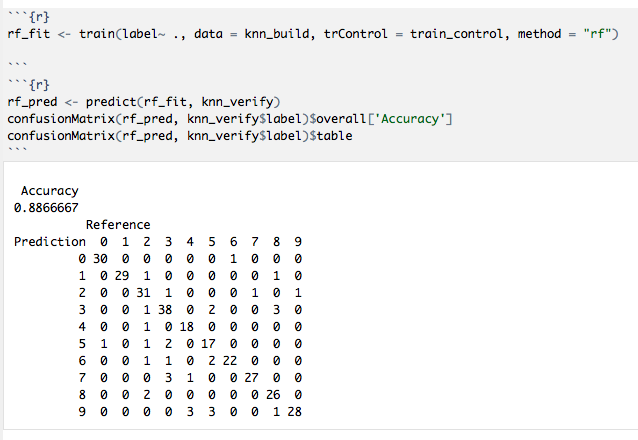 ```{r}
rf_fit <- train(label~ ., data = knn_build, trControl = train_control, method = "rf")
```
```{r}
rf_pred <- predict(rf_fit, knn_verify)
confusionMatrix(rf_pred, knn_verify$label)$overall['Accuracy']
confusionMatrix(rf_pred, knn_verify$label)$table
```
Accuracy
0.8866667
Reference
Prediction 0 1 2 3 4 5 6 7 8 9
0 30 0 0 0 0 0 1 0 0 0
1 0 29 1 0 0 0 0 0 1 0
2 0 0 31 1 0 0 0 1 0 1
3 0 0 1 38 0 2 0 0 3 0
4 0 0 1 0 18 0 0 0 0 0
5 1 0 1 2 0 17 0 0 0 0
6 0 0 1 1 0 2 22 0 0 0
7 0 0 0 3 1 0 0 27 0 0
8 0 0 2 0 0 0 0 0 26 0
9 0 0 0 0 3 3 0 0 1 28